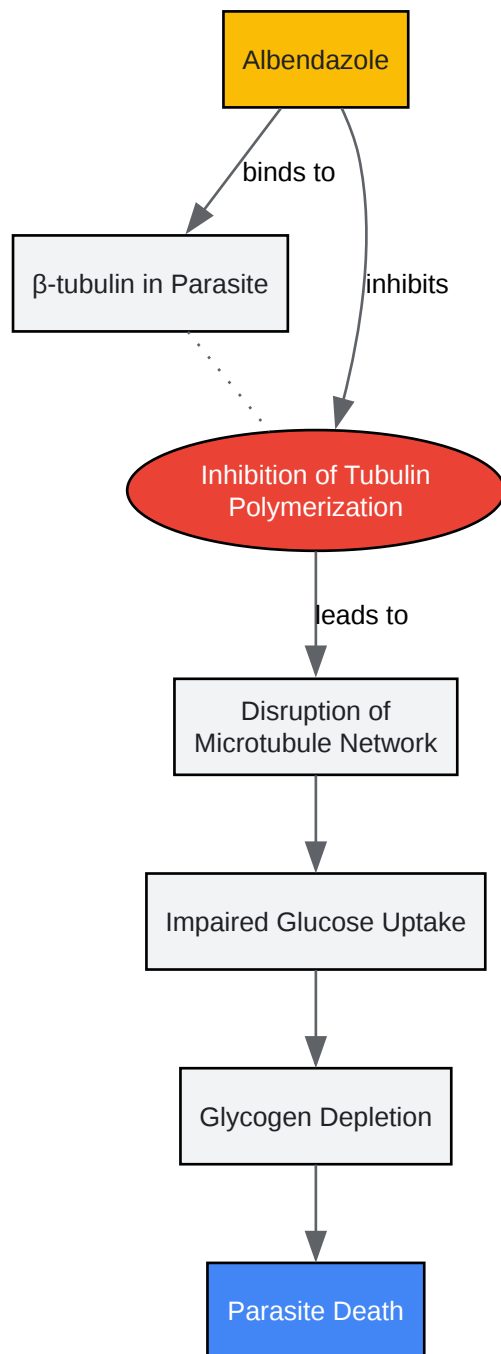 Albendazole
binds to
β-tubulin in Parasite
inhibits
Inhibition of Tubulin
Polymerization
leads to
Disruption of
Microtubule Network
Impaired Glucose Uptake
Glycogen Depletion
Parasite Death